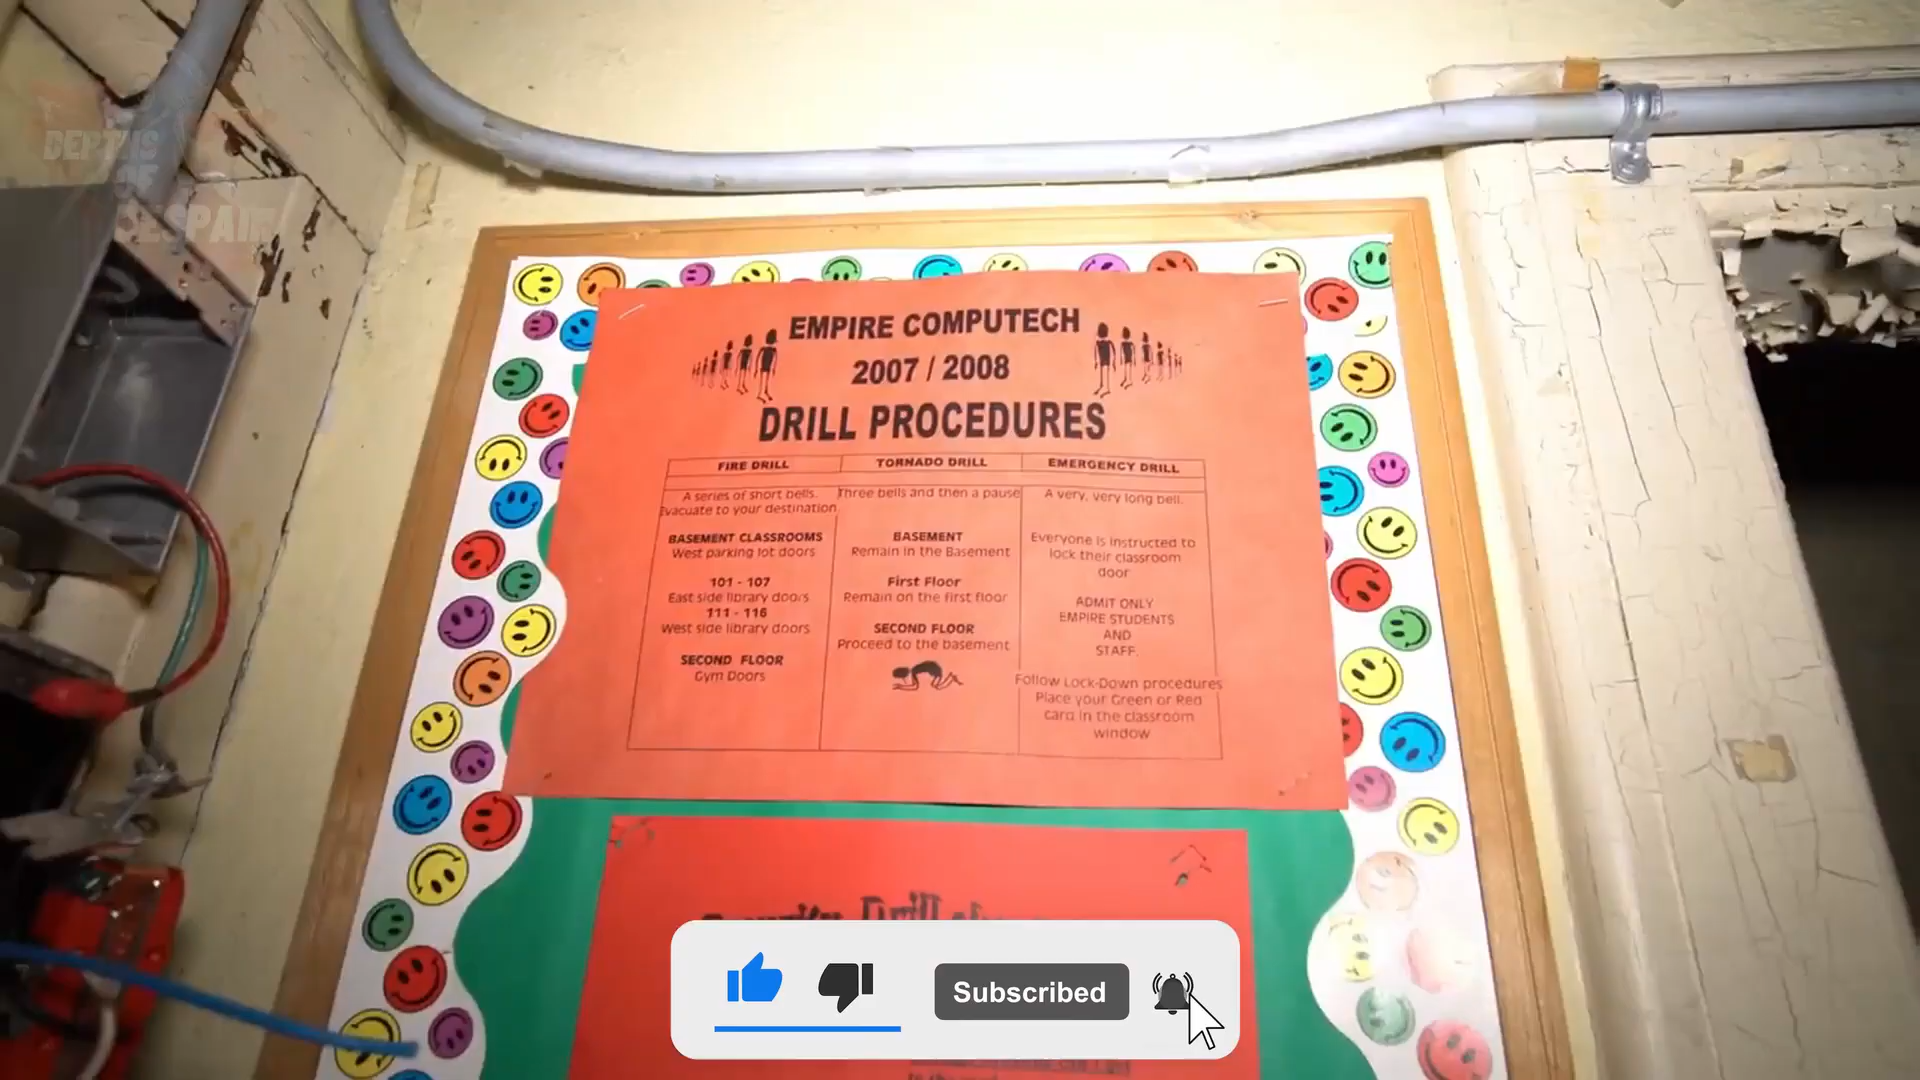 DEPTHS
OF
DESPAIR
EMPIRE COMPUTECH
2007 / 2008
DRILL PROCEDURES
FIRE DRILL
A series of short bells.
Evacuate to your destination
BASEMENT CLASSROOMS
West parking lot doors
101 - 107
East side library doors
111 - 116
West side library doors
SECOND FLOOR
Gym Doors
TORNADO DRILL
Three bells and then a pause
BASEMENT
Remain in the Basement
First Floor
Remain on the first floor
SECOND FLOOR
Proceed to the basement
EMERGENCY DRILL
A very, very long bell.
Everyone is instructed to
lock their classroom
door
ADMIT ONLY
EMPIRE STUDENTS
AND
STAFF.
Follow Lock-Down procedures
Place your Green or Red
card in the classroom
window
Drill
Subscribed